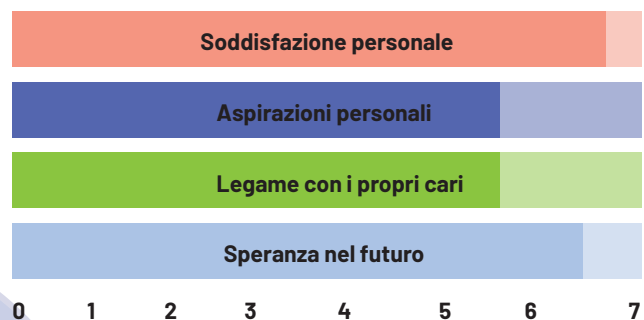 Soddisfazione personale
Aspirazioni personali
Legame con i propri cari
Speranza nel futuro
0 1 2 3 4 5 6 7